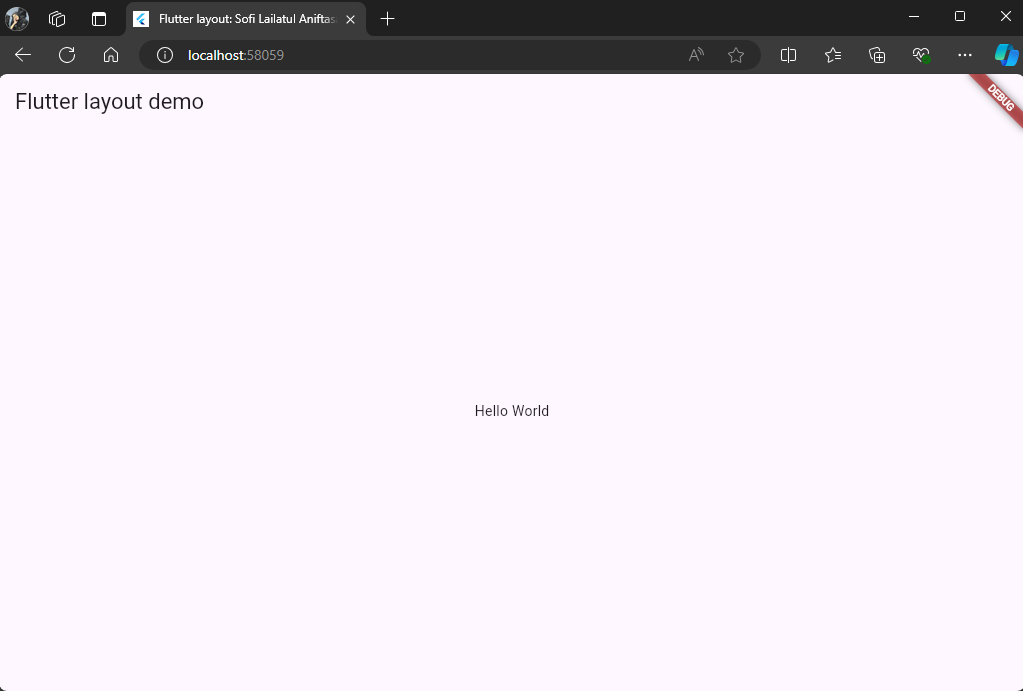 Flutter layout: Sofi Lailatul Aniftas
localhost:58059
Flutter layout demo
DEBUG
Hello World